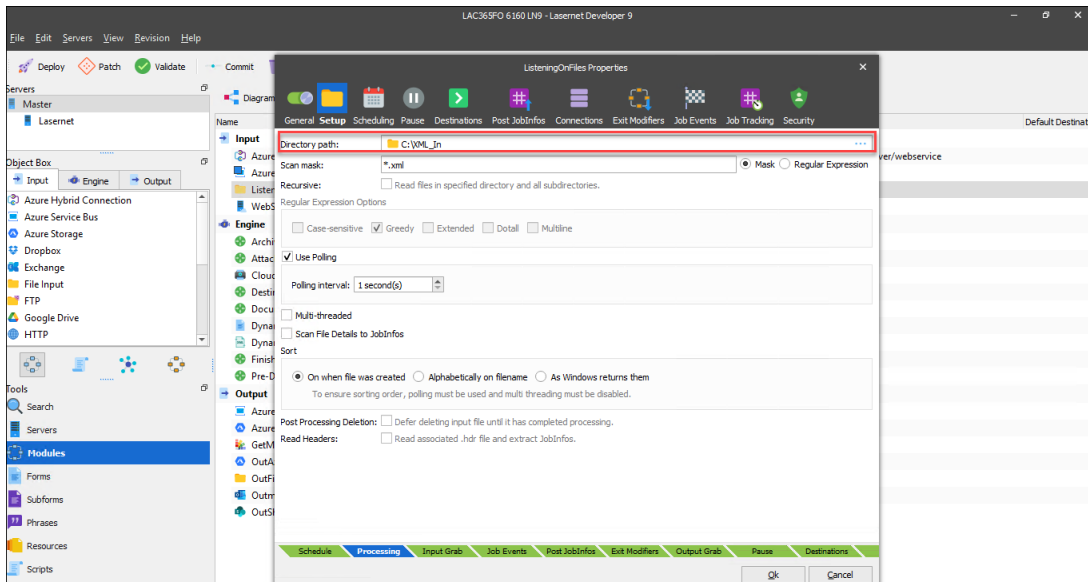 LAC365FO 6160 LN9 - Lasernet Developer 9
File Edit Servers View Revision Help
Deploy Patch Validate Commit
Servers
Master
Lasernet
Object Box
Input Engine Output
Azure Hybrid Connection
Azure Service Bus
Azure Storage
Dropbox
Exchange
File Input
FTP
Google Drive
HTTP
Tools
Search
Servers
Modules
Forms
Subforms
Phrases
Resources
Scripts
Diagram
Name
Default Destinat
Input
Azure
Azure
Listen
WebS
ver/webservice
Engine
Archi
Attac
Cloud
Destin
Docu
Dynam
Dynam
Finish
Pre-D
Output
Azure
Azure
GetM
OutA
OutFi
Outm
OutSh
ListeningOnFiles Properties
General Setup Scheduling Pause Destinations Post JobInfos Connections Exit Modifiers Job Events Job Tracking Security
Directory path: C:\XML_In ...
Scan mask: *.xml Mask Regular Expression
Recursive: Read files in specified directory and all subdirectories.
Regular Expression Options
Case-sensitive Greedy Extended Dotall Multiline
Use Polling
Polling interval: 1 second(s)
Multi-threaded
Scan File Details to JobInfos
Sort
On when file was created Alphabetically on filename As Windows returns them
To ensure sorting order, polling must be used and multi threading must be disabled.
Post Processing Deletion: Defer deleting input file until it has completed processing.
Read Headers: Read associated .hdr file and extract JobInfos.
Schedule Processing Input Grab Job Events Post JobInfos Exit Modifiers Output Grab Pause Destinations
Ok Cancel